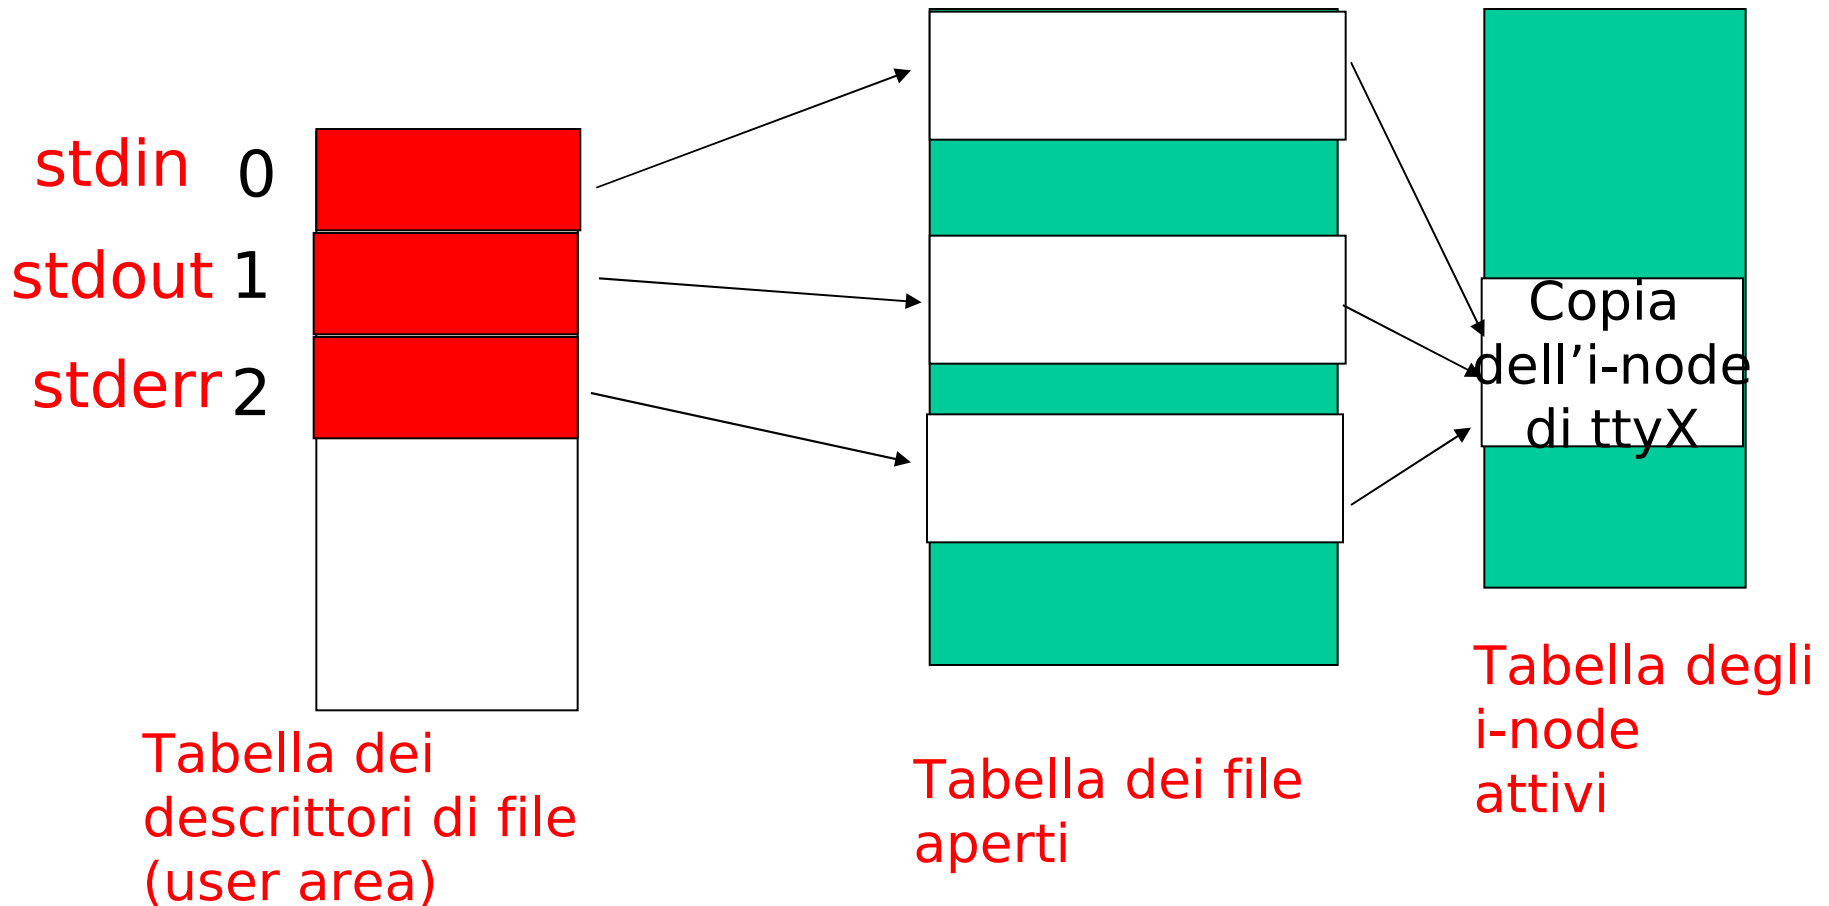 stdin 0
stdout 1
stderr 2
Copia
dell’i-node
di ttyX
Tabella dei
descrittori di file
(user area)
Tabella dei file
aperti
Tabella degli
i-node
attivi